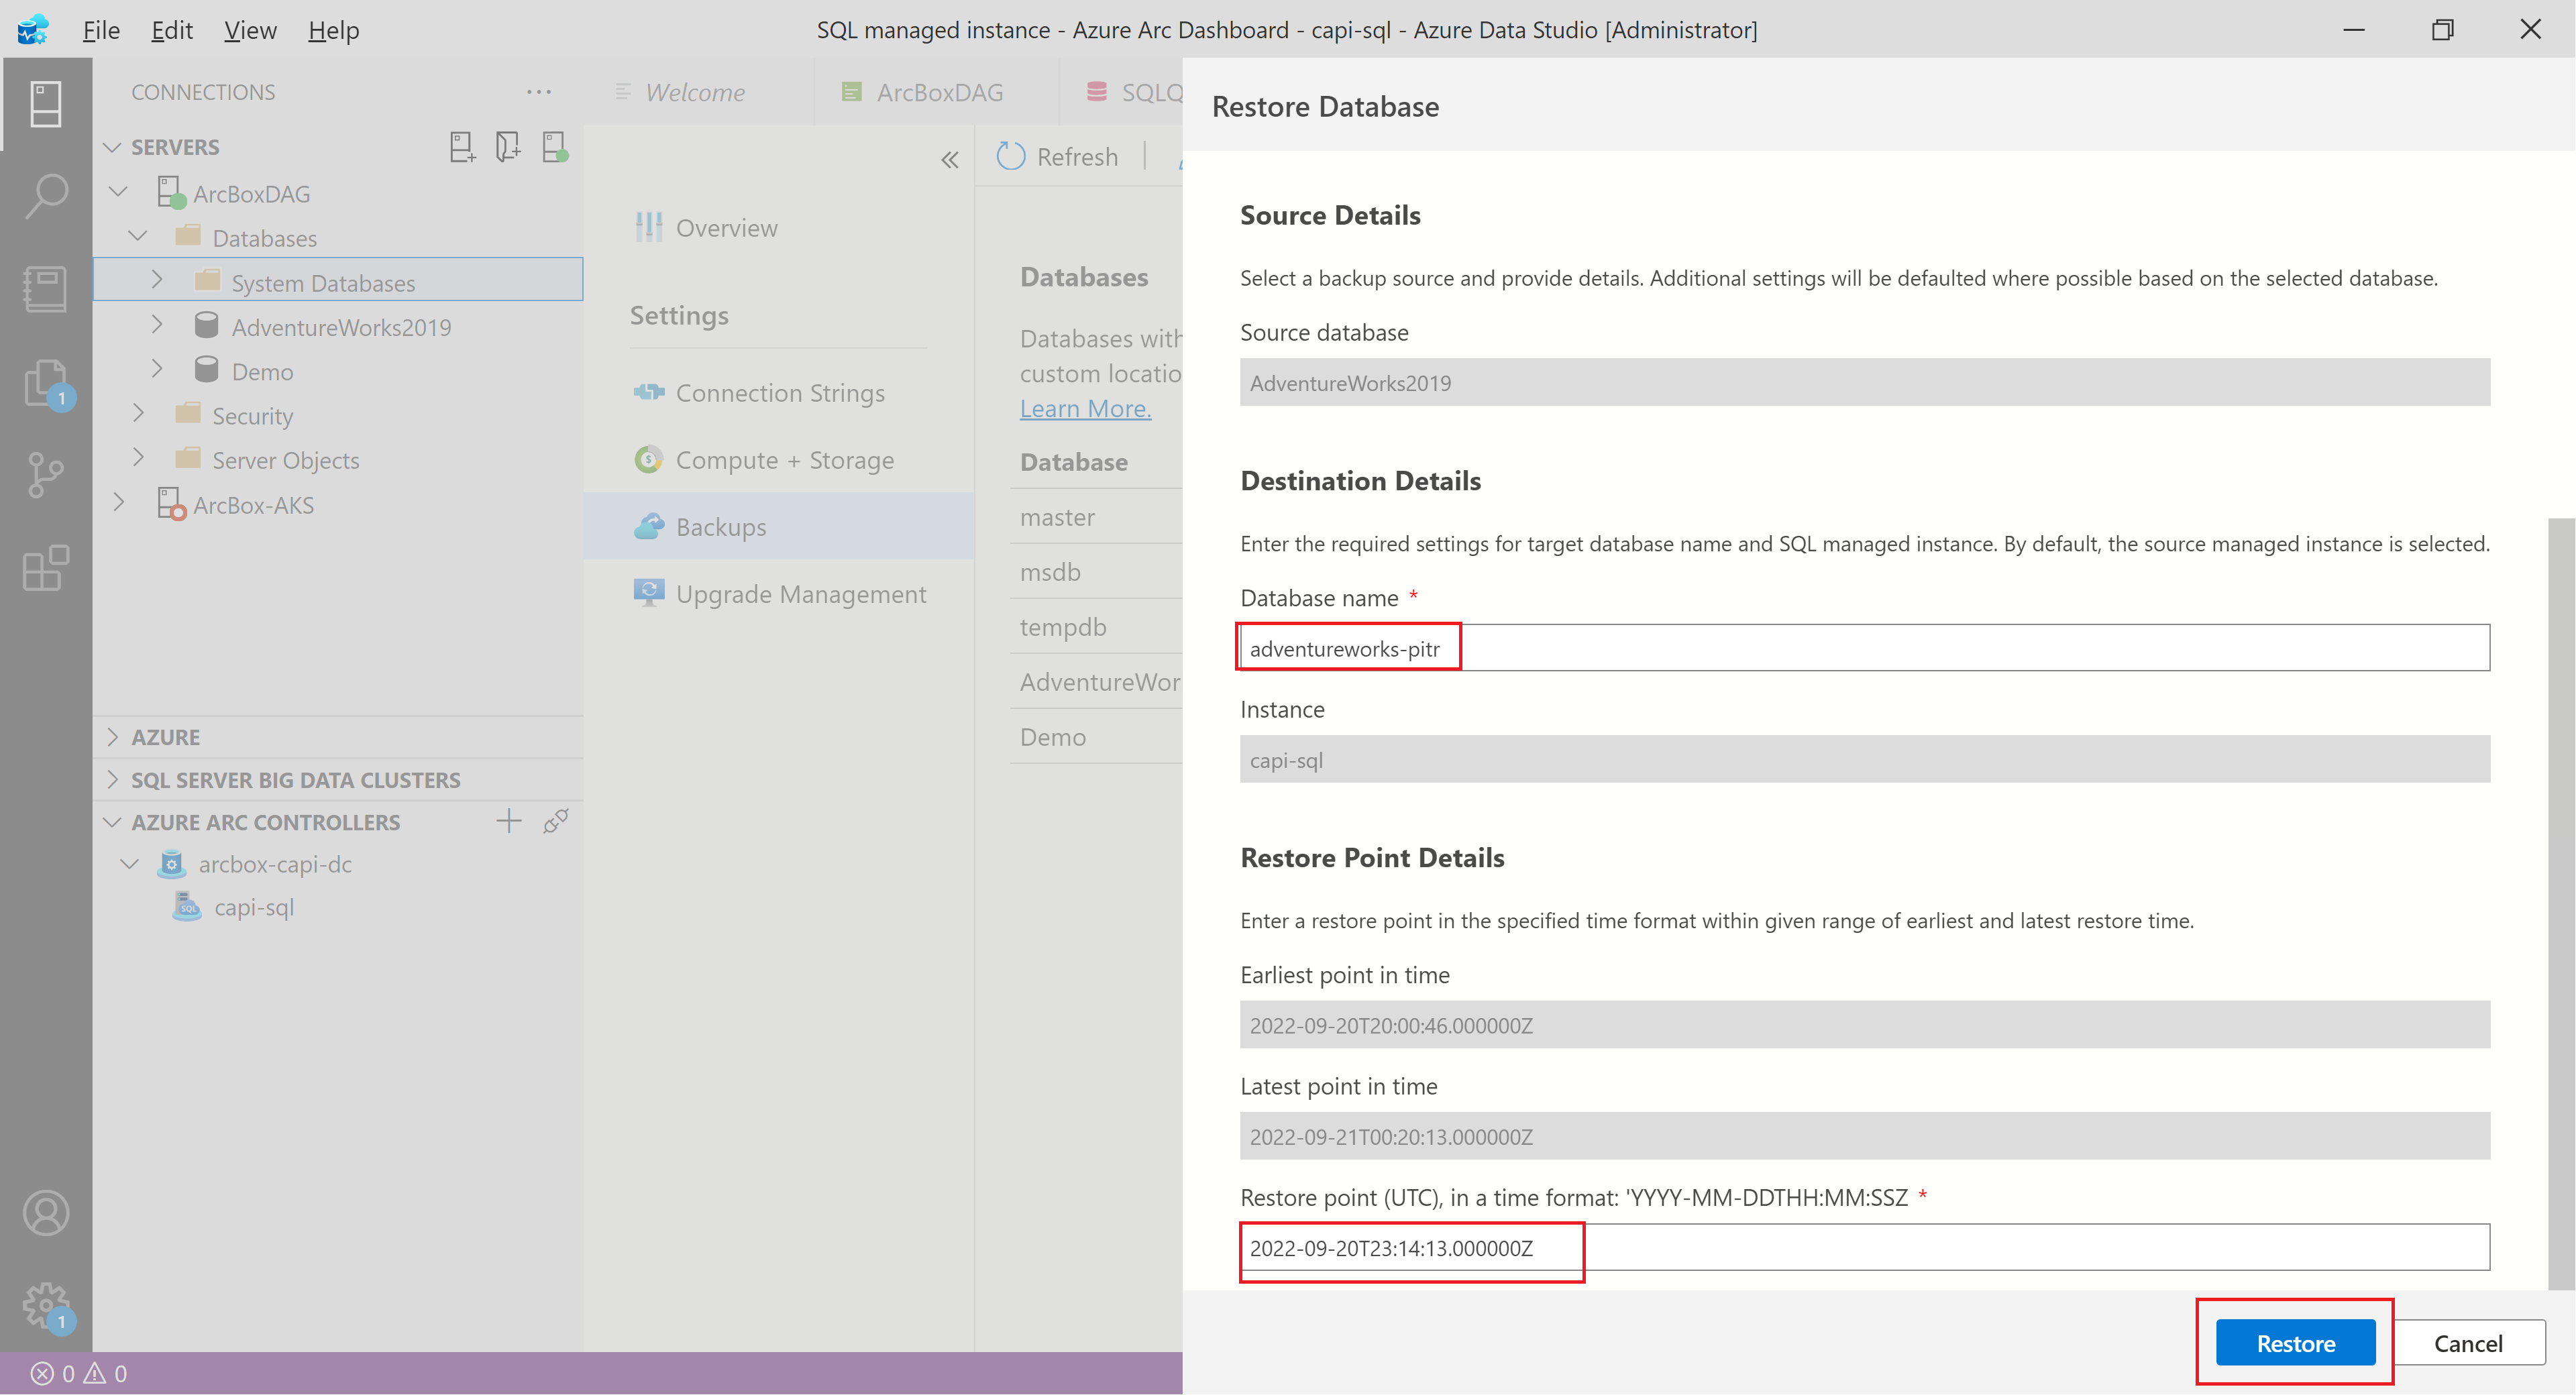 File Edit View Help
SQL managed instance - Azure Arc Dashboard - capi-sql - Azure Data Studio [Administrator]
CONNECTIONS
SERVERS
ArcBoxDAG
Databases
System Databases
AdventureWorks2019
Demo
Security
Server Objects
ArcBox-AKS
AZURE
SQL SERVER BIG DATA CLUSTERS
AZURE ARC CONTROLLERS
arcbox-capi-dc
capi-sql
1
1
0 0
Welcome
ArcBoxDAG
SQLQ
Overview
Settings
Connection Strings
Compute + Storage
Backups
Upgrade Management
Refresh
Databases
Databases with
custom locatio
Learn More.
Database
master
msdb
tempdb
AdventureWor
Demo
Restore Database
Source Details
Select a backup source and provide details. Additional settings will be defaulted where possible based on the selected database.
Source database
AdventureWorks2019
Destination Details
Enter the required settings for target database name and SQL managed instance. By default, the source managed instance is selected.
Database name *
adventureworks-pitr
Instance
capi-sql
Restore Point Details
Enter a restore point in the specified time format within given range of earliest and latest restore time.
Earliest point in time
2022-09-20T20:00:46.000000Z
Latest point in time
2022-09-21T00:20:13.000000Z
Restore point (UTC), in a time format: 'YYYY-MM-DDTHH:MM:SSZ *
2022-09-20T23:14:13.000000Z
Restore Cancel